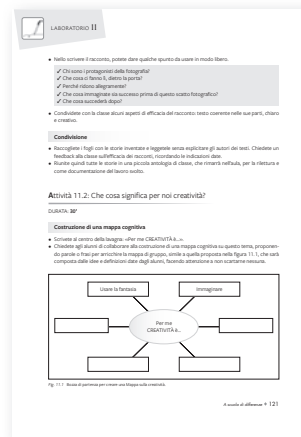 LABORATORIO 11
● Nello scrivere il racconto, potete dare qualche spunto da usare in modo libero.
✓ Chi sono i protagonisti della fotografia?
✓ Che cosa ci fanno lì, dietro la porta?
✓ Perché ridono allegramente?
✓ Che cosa immaginate sia successo prima di questo scatto fotografico?
✓ Che cosa succederà dopo?
● Condividete con la classe alcuni aspetti di efficacia del racconto: testo coerente nelle sue parti, chiaro
e creativo.
Condivisione
● Raccogliete i fogli con le storie inventate e leggetele senza esplicitare gli autori dei testi. Chiedete un
feedback alla classe sull'efficacia dei racconti, ricordando le indicazioni date.
● Riunite quindi tutte le storie in una piccola antologia di classe, che rimarrà nell'aula, per la rilettura e
come documentazione del lavoro svolto.
Attività 11.2: Che cosa significa per noi creatività?
DURATA: 30'
Costruzione di una mappa cognitiva
● Scrivete al centro della lavagna: «Per me CREATIVITÀ è...».
● Chiedete agli alunni di collaborare alla costruzione di una mappa cognitiva su questo tema, proponen-
do parole o frasi per arricchire la mappa di gruppo, simile a quella proposta nella figura 11.1, che sarà
composta dalle idee e definizioni date dagli alunni, facendo attenzione a non scartarne nessuna.
Usare la fantasia
Immaginare
Per me
CREATIVITÀ è...
Fig. 11.1 Bozza di partenza per creare una Mappa sulla creatività.
A scuola di differenze ✦ 121